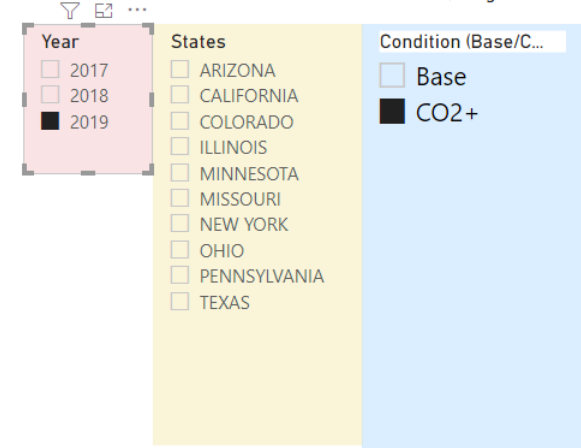 Year
2017
2018
2019
States
ARIZONA
CALIFORNIA
COLORADO
ILLINOIS
MINNESOTA
MISSOURI
NEW YORK
OHIO
PENNSYLVANIA
TEXAS
Condition (Base/C...
Base
CO2+